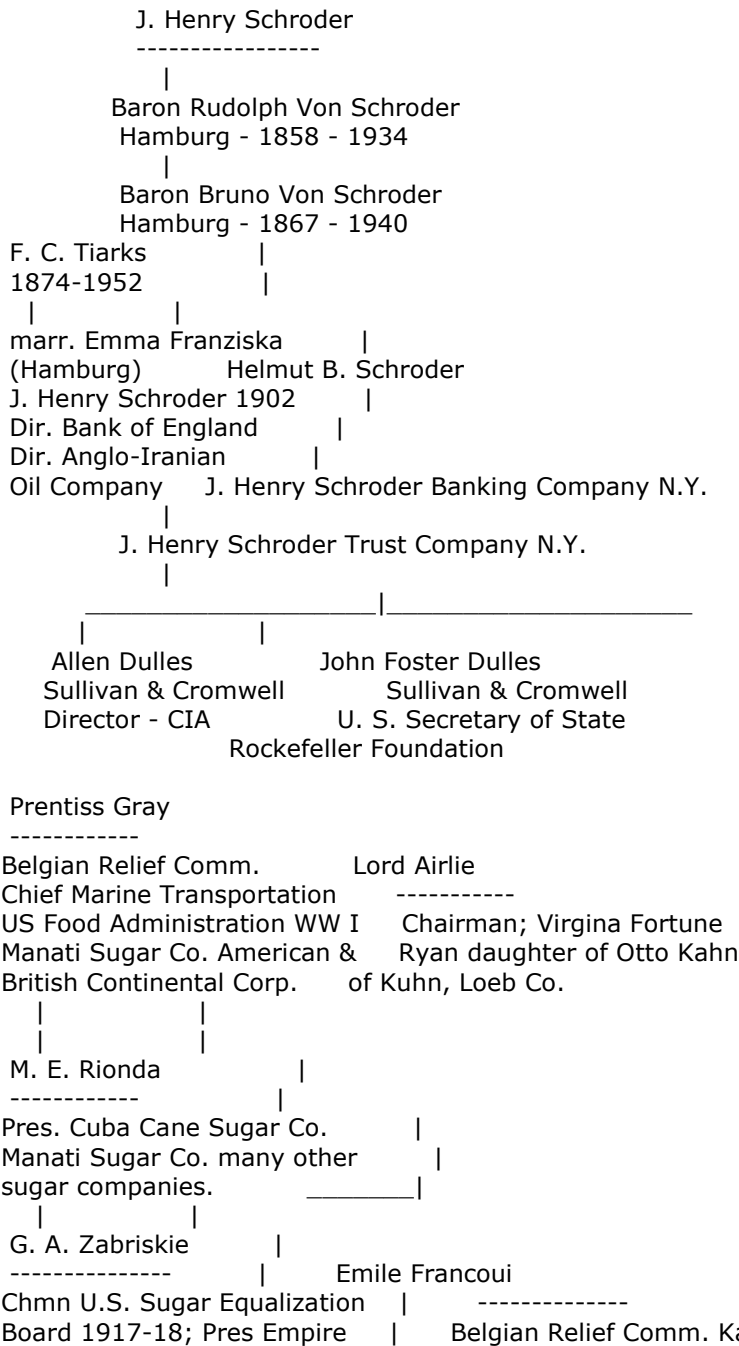 J. Henry Schroder
-----------------
|
Baron Rudolph Von Schroder
Hamburg - 1858 - 1934
|
Baron Bruno Von Schroder
Hamburg - 1867 - 1940
F. C. Tiarks |
1874-1952 |
| |
marr. Emma Franziska |
(Hamburg) Helmut B. Schroder
J. Henry Schroder 1902 |
Dir. Bank of England |
Dir. Anglo-Iranian |
Oil Company J. Henry Schroder Banking Company N.Y.
|
J. Henry Schroder Trust Company N.Y.
|
___________________|____________________
| |
Allen Dulles John Foster Dulles
Sullivan & Cromwell Sullivan & Cromwell
Director - CIA U. S. Secretary of State
Rockefeller Foundation
Prentiss Gray
------------
Belgian Relief Comm. Lord Airlie
Chief Marine Transportation -----------
US Food Administration WW I Chairman; Virgina Fortune
Manati Sugar Co. American & Ryan daughter of Otto Kahn
British Continental Corp. of Kuhn, Loeb Co.
| |
| |
M. E. Rionda |
------------ |
Pres. Cuba Cane Sugar Co. |
Manati Sugar Co. many other |
sugar companies. _______|
| |
G. A. Zabriskie |
--------------- | Emile Francoui
Chmn U.S. Sugar Equalization | --------------
Board 1917-18; Pres Empire | Belgian Relief Comm.